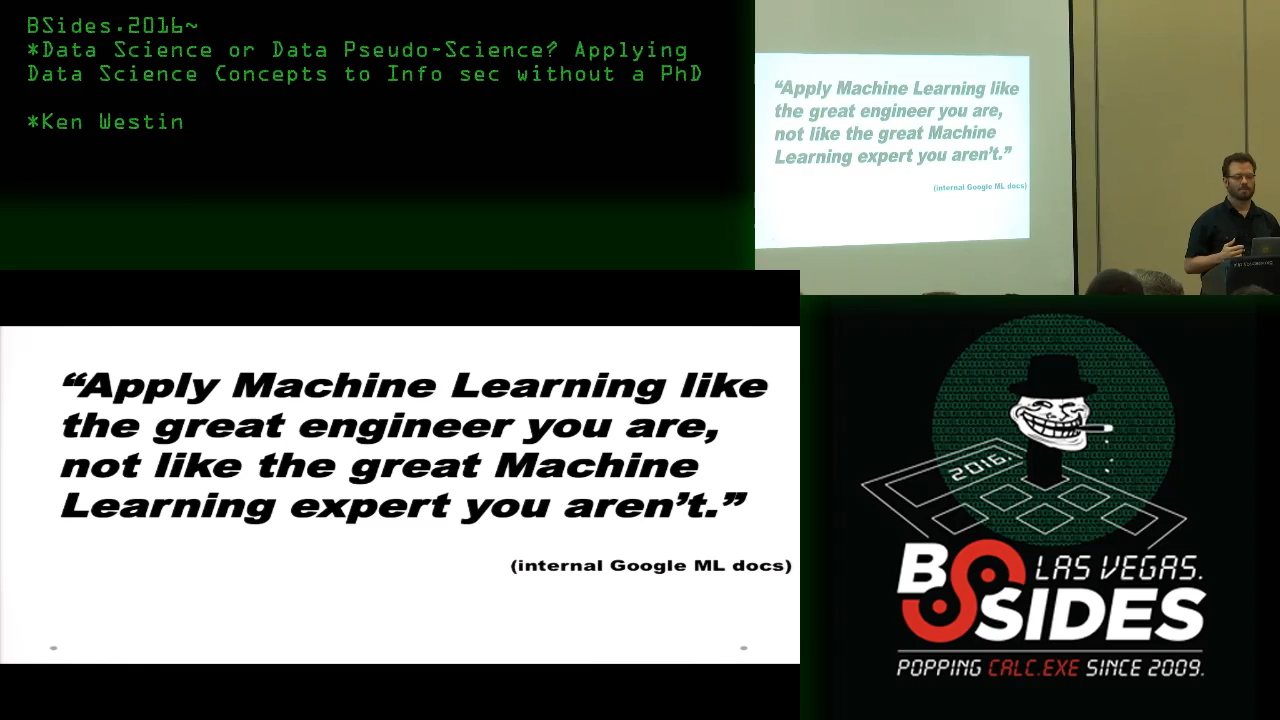 BSides.2016~
*Data Science or Data Pseudo-Science? Applying
Data Science Concepts to Info sec without a PhD
*Ken Westin
“Apply Machine Learning like
the great engineer you are,
not like the great Machine
Learning expert you aren’t.”
(internal Google ML docs)
“Apply Machine Learning like
the great engineer you are,
not like the great Machine
Learning expert you aren’t.”
(internal Google ML docs)
2016.
BSIDES
LAS VEGAS.
POPPING CALC.EXE SINCE 2009.